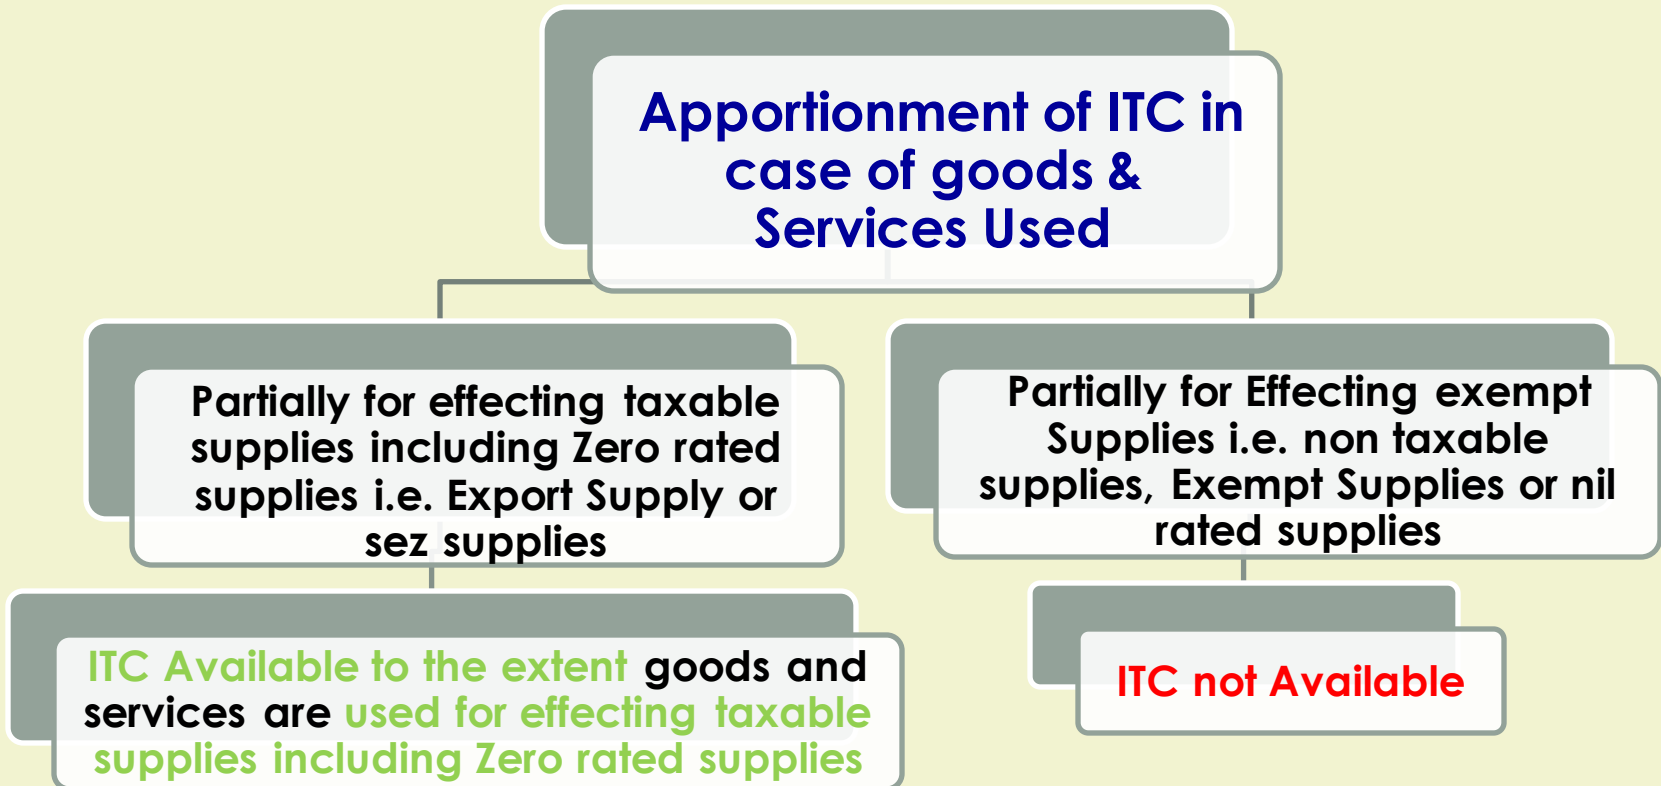 Apportionment of ITC in
case of goods &
Services Used
Partially for effecting taxable
supplies including Zero rated
supplies i.e. Export Supply or
sez supplies
Partially for Effecting exempt
Supplies i.e. non taxable
supplies, Exempt Supplies or nil
rated supplies
ITC Available to the extent goods and
services are used for effecting taxable
supplies including Zero rated supplies
ITC not Available